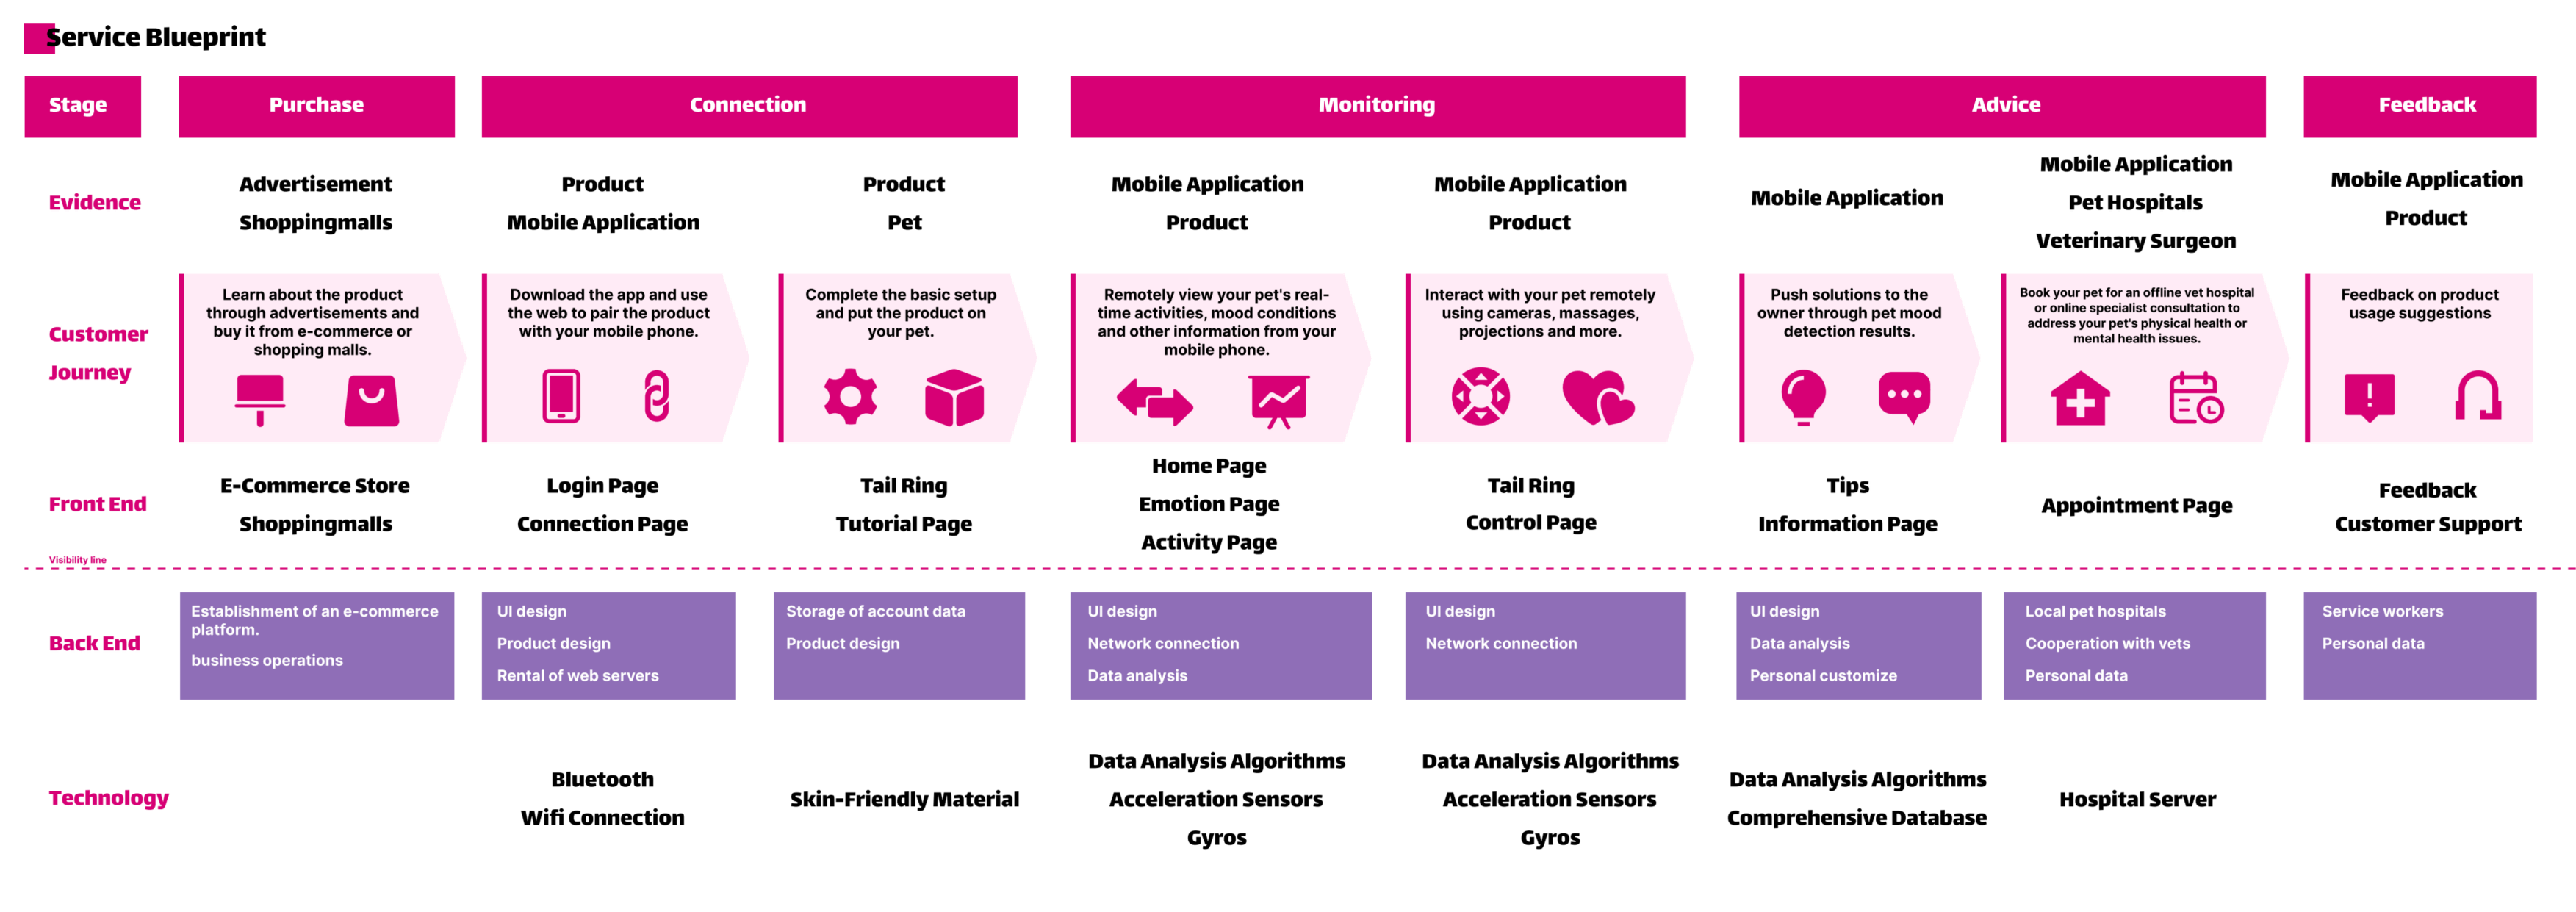 Service Blueprint
Stage
Purchase
Connection
Monitoring
Advice
Feedback
Evidence
Advertisement
Shoppingmalls
Product
Mobile Application
Product
Pet
Mobile Application
Product
Mobile Application
Product
Mobile Application
Mobile Application
Pet Hospitals
Veterinary Surgeon
Mobile Application
Product
Customer
Journey
Learn about the product
through advertisements and
buy it from e-commerce or
shopping malls.
Download the app and use
the web to pair the product
with your mobile phone.
Complete the basic setup
and put the product on
your pet.
Remotely view your pet's real-
time activities, mood conditions
and other information from your
mobile phone.
Interact with your pet remotely
using cameras, massages,
projections and more.
Push solutions to the
owner through pet mood
detection results.
Book your pet for an offline vet hospital
or online specialist consultation to
address your pet's physical health or
mental health issues.
Feedback on product
usage suggestions
Front End
E-Commerce Store
Shoppingmalls
Login Page
Connection Page
Tail Ring
Tutorial Page
Home Page
Emotion Page
Activity Page
Tail Ring
Control Page
Tips
Information Page
Appointment Page
Feedback
Customer Support
Visibility line
Back End
Establishment of an e-commerce
platform.
business operations
UI design
Product design
Rental of web servers
Storage of account data
Product design
UI design
Network connection
Data analysis
UI design
Network connection
UI design
Data analysis
Personal customize
Local pet hospitals
Cooperation with vets
Personal data
Service workers
Personal data
Technology
Bluetooth
Wifi Connection
Skin-Friendly Material
Data Analysis Algorithms
Acceleration Sensors
Gyros
Data Analysis Algorithms
Acceleration Sensors
Gyros
Data Analysis Algorithms
Comprehensive Database
Hospital Server